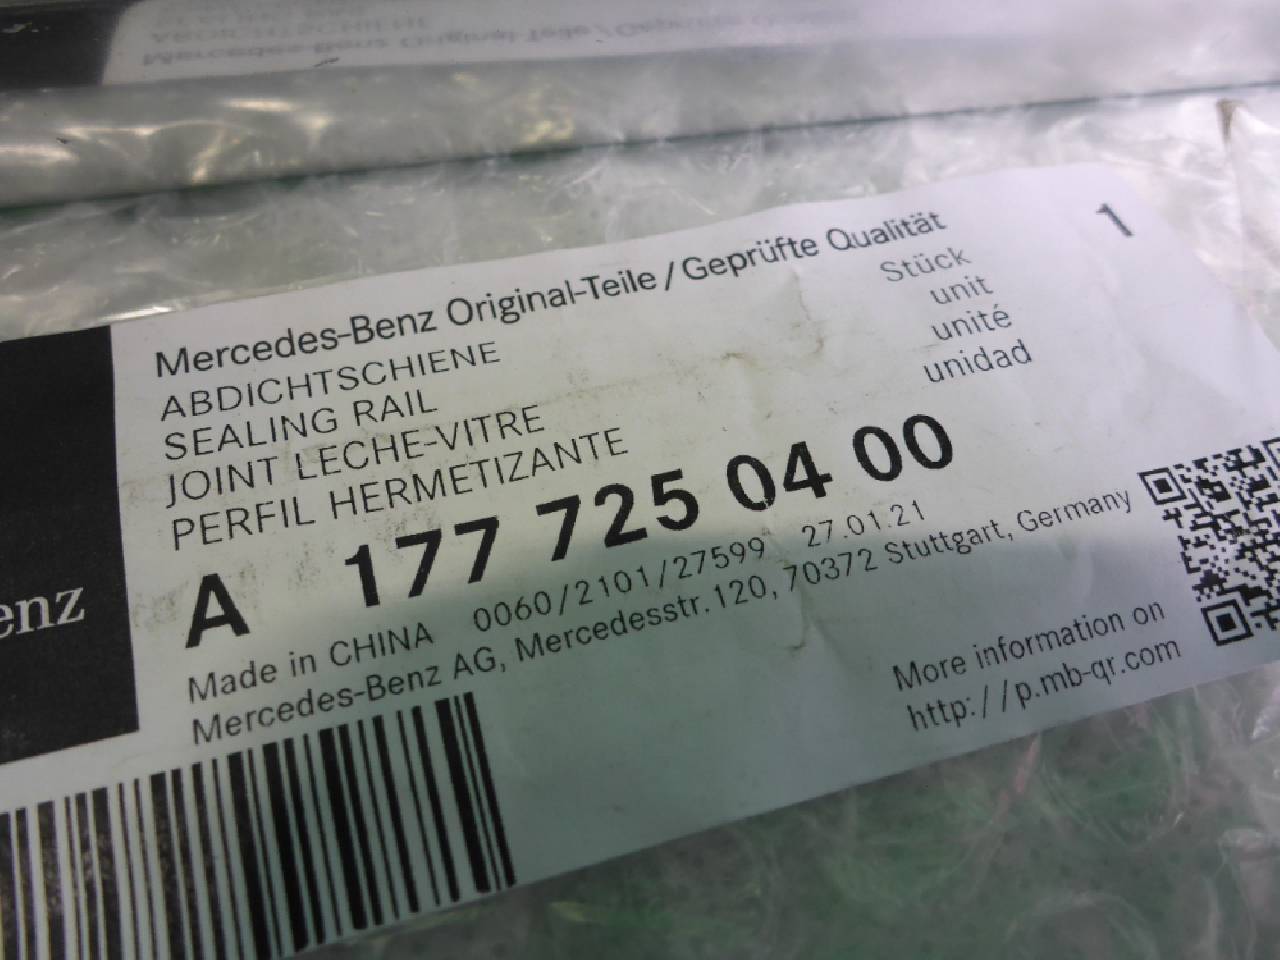 Mercedes-Benz Original-Teile / Geprüfte Qualität
ABDICHTSCHIENE
SEALING RAIL
JOINT LECHE-VITRE
PERFIL HERMETIZANTE
Stück
unit
unité
unidad
1
A 177 725 04 00
Made in CHINA 0060/2101/27599 27.01.21
Mercedes-Benz AG, Mercedesstr.120, 70372 Stuttgart, Germany
More information on
http://p.mb-qr.com
enz